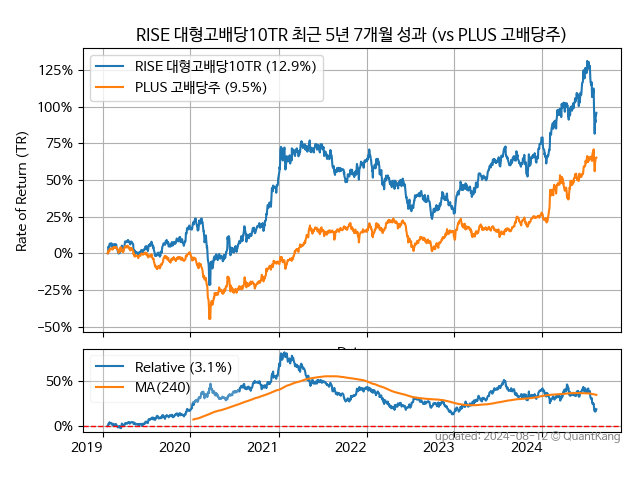 RISE 대형고배당10TR 최근 5년 7개월 성과 (vs PLUS 고배당주)
Rate of Return (TR)
125%
100%
75%
50%
25%
0%
−25%
−50%
RISE 대형고배당10TR (12.9%)
PLUS 고배당주 (9.5%)
50%
0%
Relative (3.1%)
MA(240)
2019 2020 2021 2022 2023 2024
updated: 2024-08-12 © QuantKang